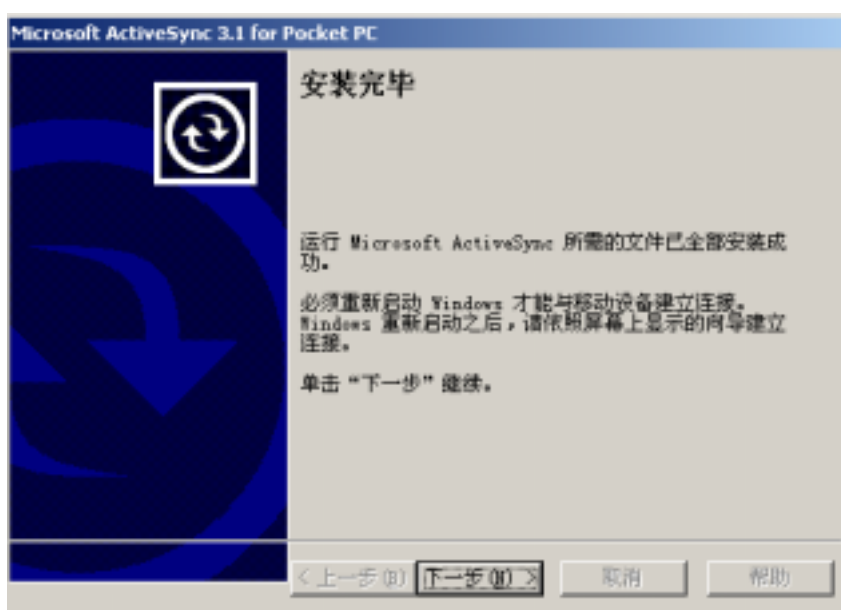 Microsoft ActiveSync 3.1 for Pocket PC
安装完毕
运行 Microsoft ActiveSync 所需的文件已全部安装成
功。
必须重新启动 Windows 才能与移动设备建立连接。
Windows 重新启动之后，请依照屏幕上显示的向导建立
连接。
单击“下一步”继续。
< 上一步(B) 下一步(N) > 取消 帮助